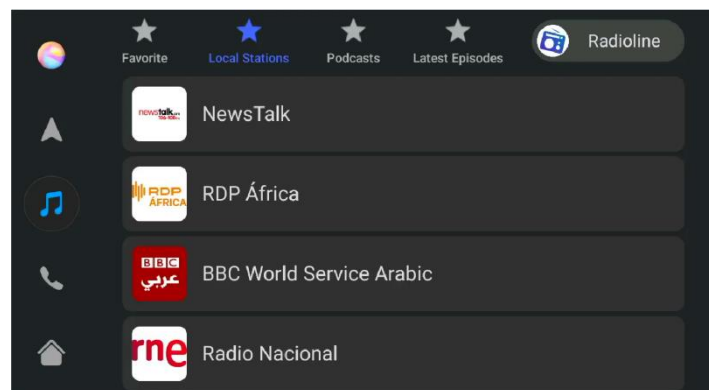 Favorite
Local Stations
Podcasts
Latest Episodes
Radioline
newstalk
NewsTalk
RDP
ÁFRICA
RDP África
BBC
عربي
BBC World Service Arabic
rne
Radio Nacional